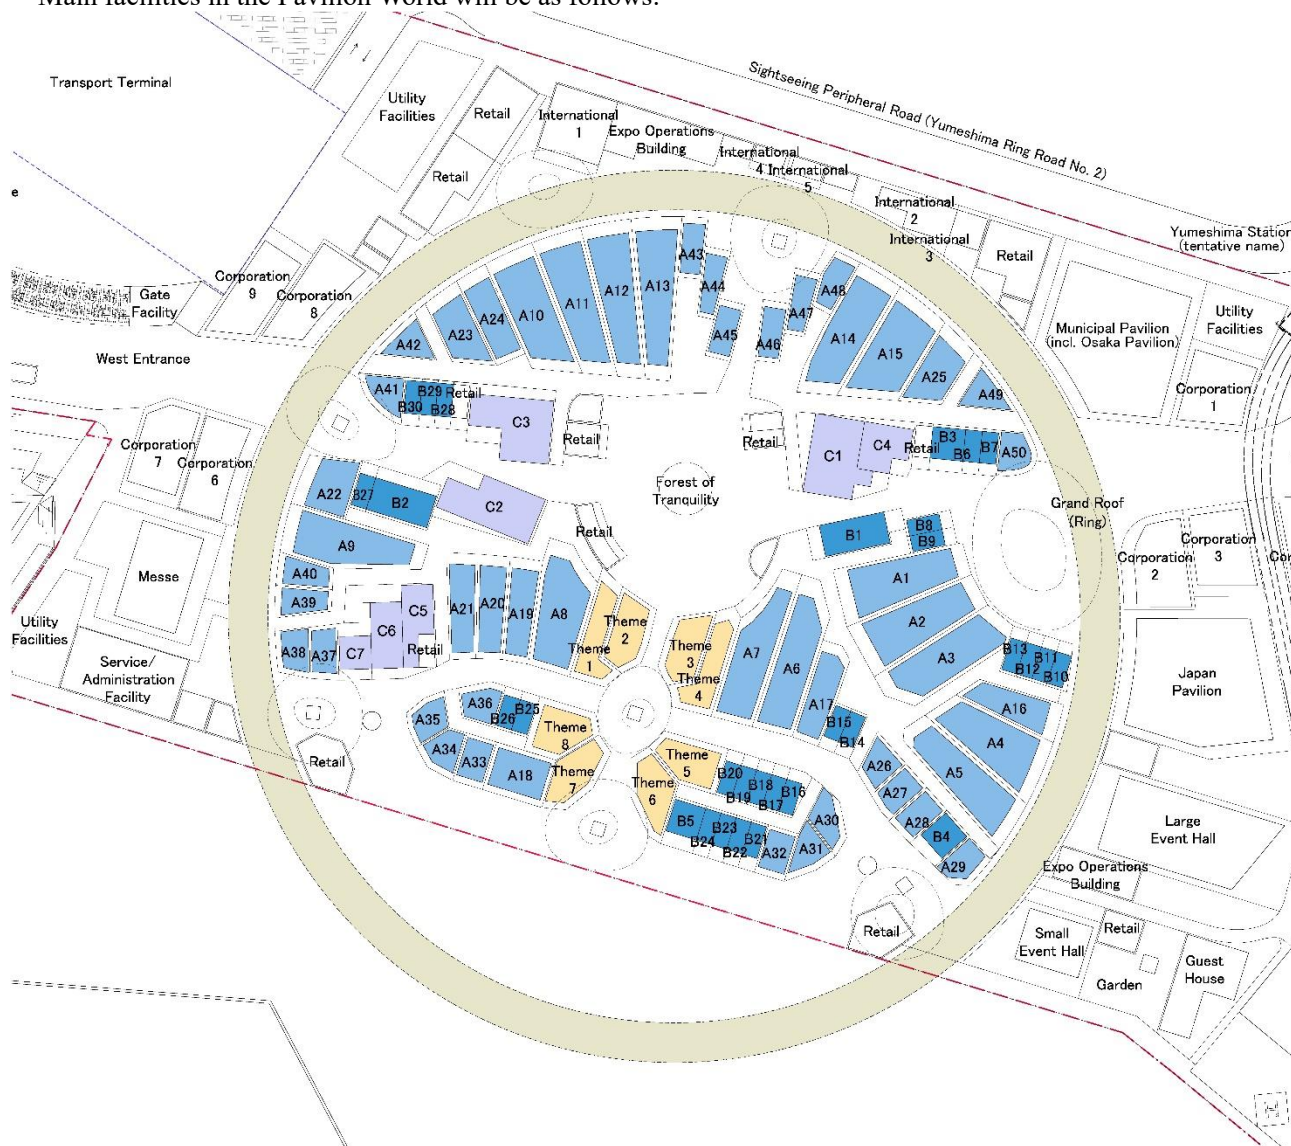 Main facilities in the Pavilion World will be as follows:
Transport Terminal
Utility
Facilities
Retail
Retail
International
1
Expo Operations
Building
International
4
International
5
International
2
International
3
Sightseeing Peripheral Road (Yumeshima Ring Road No. 2)
Retail
Yumeshima Station
(tentative name)
e
Gate
Facility
Corporation
9
Corporation
8
West Entrance
Municipal Pavilion
(incl. Osaka Pavilion)
Utility
Facilities
Corporation
1
A42
A23
A24
A10
A11
A12
A13
A43
A44
A45
A46
A47
A48
A14
A15
A25
A49
A41
B29
B30
B28
Retail
C3
Retail
Retail
C1
C4
Retail
B3
B6
B7
A50
Corporation
7
Corporation
6
A22
B27
B2
C2
Retail
Forest of
Tranquility
Grand Roof
(Ring)
B1
B8
B9
Corporation
2
Corporation
3
Cor
A9
A40
A39
A38
A37
C7
C6
C5
Retail
A21
A20
A19
A8
Theme
1
Theme
2
Theme
3
Theme
4
A7
A6
A17
A1
A2
A3
B13
B12
B11
B10
Messe
Utility
Facilities
Service/
Administration
Facility
Japan
Pavilion
A35
A36
B26
B25
A34
A33
A18
Theme
8
Theme
7
Theme
5
Theme
6
B15
B14
A16
A4
A5
A26
A27
A28
B4
A29
B20
B19
B18
B17
B16
B5
B24
B23
B22
B21
A32
A31
A30
Retail
Retail
Large
Event Hall
Expo Operations
Building
Small
Event Hall
Retail
Garden
Guest
House
H